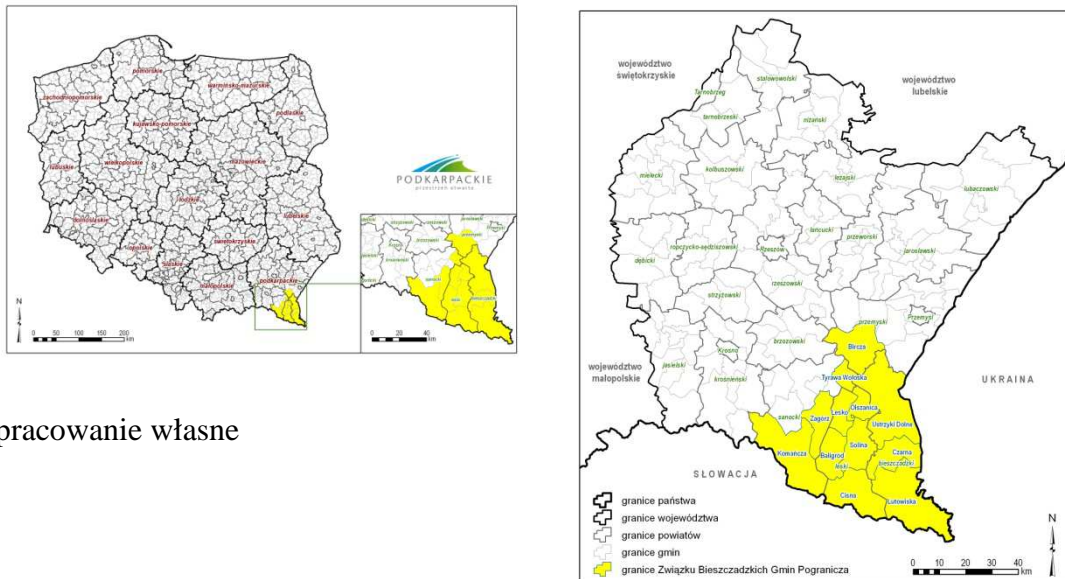 pomorskie
warmińsko-mazurskie
zachodniopomorskie
podlaskie
kujawsko-pomorskie
mazowieckie
wielkopolskie
lubuskie
łódzkie
lubelskie
dolnośląskie
opolskie
świętokrzyskie
śląskie
małopolskie
podkarpackie
PODKARPACKIE
przestrzeń otwarta
N
0 50 100 150 200
km
0 20 40
km
pracowanie własne
województwo
świętokrzyskie
województwo
lubelskie
stalowowolski
Tarnobrzeg
tarnobrzeski
niżański
mielecki
kolbuszowski
leżajski
lubaczowski
łańcucki
przeworski
ropczycko-sędziszowski
Rzeszów
jarosławski
dębicki
rzeszowski
strzyżowski
przemyski
Przemyśl
brzozowski
Bircza
Krosno
jasielski
krośnieński
województwo
małopolskie
UKRAINA
Tyrawa Wołoska
sanocki
Zagórz
Lesko
Olszanica
Ustrzyki Dolne
Komańcza
Baligród
Solina
Czarna
leski
bieszczadzki
SŁOWACJA
Cisna
Lutowiska
granice państwa
granice województwa
granice powiatów
granice gmin
granice Związku Bieszczadzkich Gmin Pogranicza
N
0 10 20 30 40
km